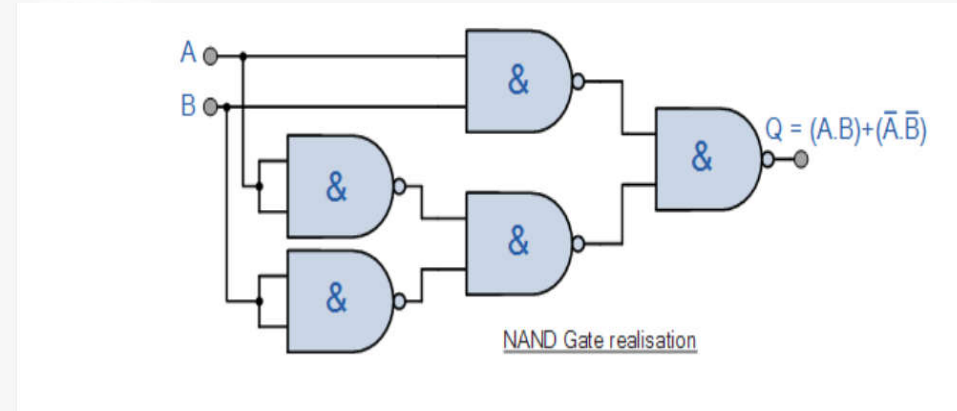 A
&
B
Q = (A.B)+(A̅.B̅)
&
&
&
&
NAND Gate realisation